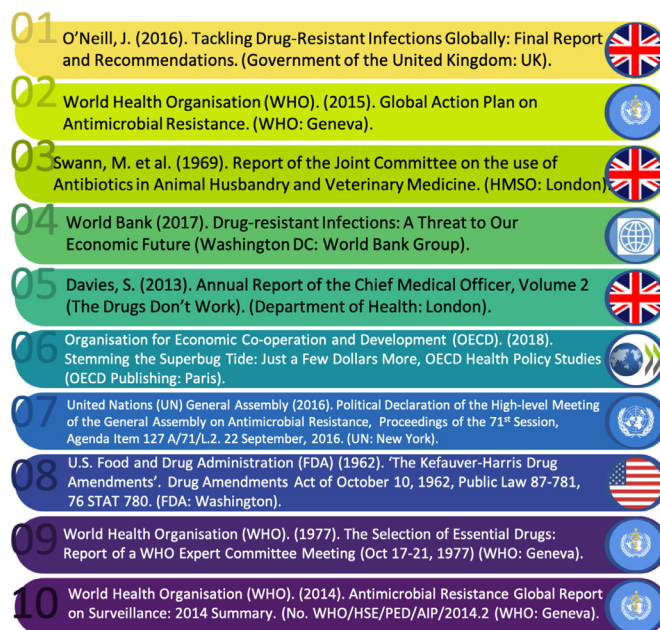 01
O'Neill, J. (2016). Tackling Drug-Resistant Infections Globally: Final Report
and Recommendations. (Government of the United Kingdom: UK).
02
World Health Organisation (WHO). (2015). Global Action Plan on
Antimicrobial Resistance. (WHO: Geneva).
03
Swann, M. et al. (1969). Report of the Joint Committee on the use of
Antibiotics in Animal Husbandry and Veterinary Medicine. (HMSO: London).
04
World Bank (2017). Drug-resistant Infections: A Threat to Our
Economic Future (Washington DC: World Bank Group).
05
Davies, S. (2013). Annual Report of the Chief Medical Officer, Volume 2
(The Drugs Don't Work). (Department of Health: London).
06
Organisation for Economic Co-operation and Development (OECD). (2018).
Stemming the Superbug Tide: Just a Few Dollars More, OECD Health Policy Studies
(OECD Publishing: Paris).
07
United Nations (UN) General Assembly (2016). Political Declaration of the High-level Meeting
of the General Assembly on Antimicrobial Resistance, Proceedings of the 71st Session,
Agenda Item 127 A/71/L.2. 22 September, 2016. (UN: New York).
08
U.S. Food and Drug Administration (FDA) (1962). 'The Kefauver-Harris Drug
Amendments'. Drug Amendments Act of October 10, 1962, Public Law 87-781,
76 STAT 780. (FDA: Washington).
09
World Health Organisation (WHO). (1977). The Selection of Essential Drugs:
Report of a WHO Expert Committee Meeting (Oct 17-21, 1977) (WHO: Geneva).
10
World Health Organisation (WHO). (2014). Antimicrobial Resistance Global Report
on Surveillance: 2014 Summary. (No. WHO/HSE/PED/AIP/2014.2 (WHO: Geneva).